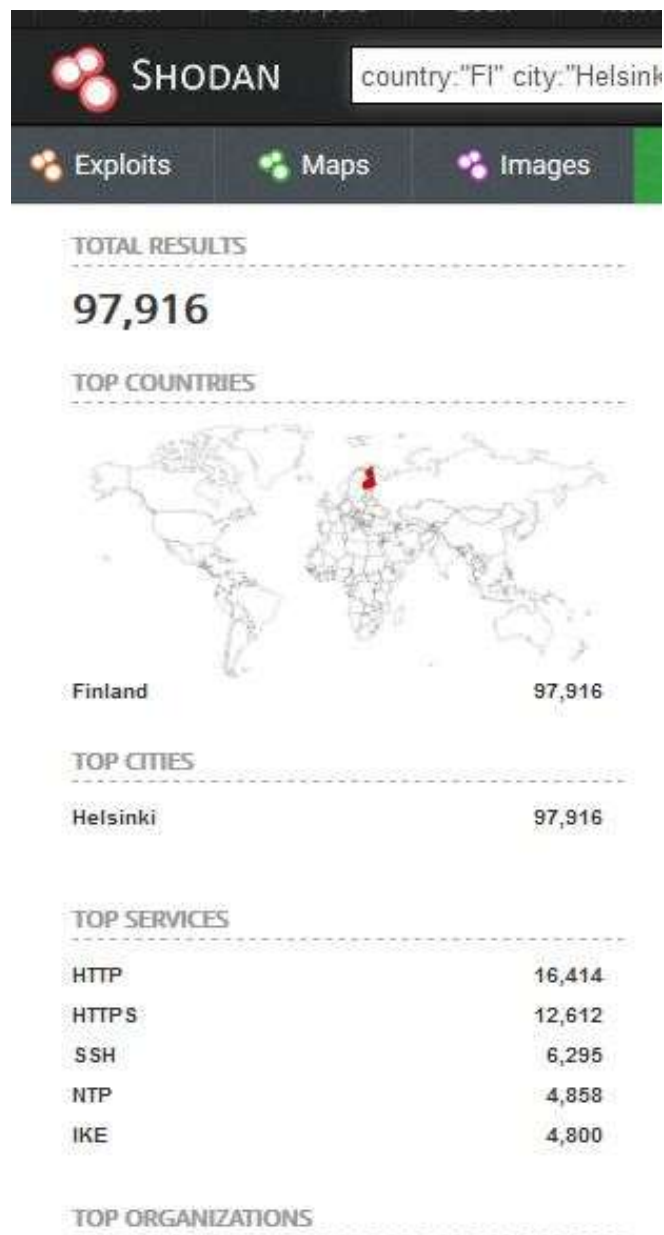 SHODAN
country:"FI" city:"Helsink
Exploits Maps Images
TOTAL RESULTS
97,916
TOP COUNTRIES
Finland 97,916
TOP CITIES
Helsinki 97,916
TOP SERVICES
HTTP 16,414
HTTPS 12,612
SSH 6,295
NTP 4,858
IKE 4,800
TOP ORGANIZATIONS